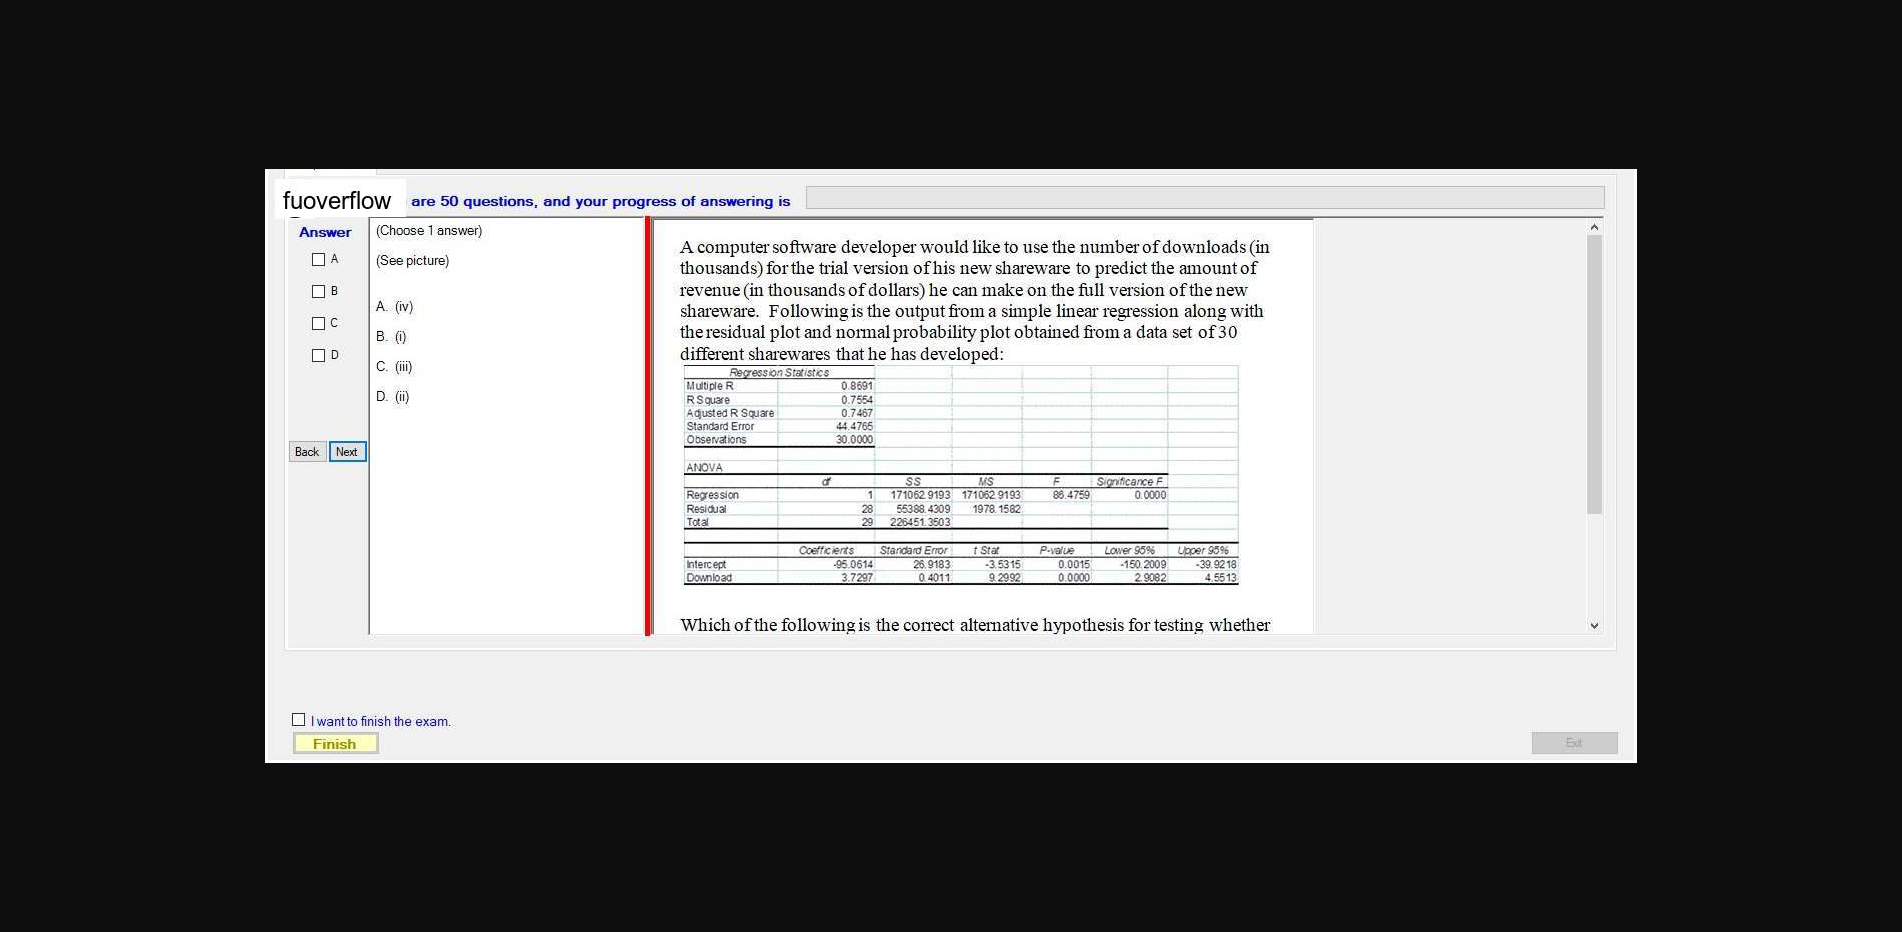 fuoverflow are 50 questions, and your progress of answering is
Answer
A
B
C
D
Back Next
(Choose 1 answer)
(See picture)
A. (iv)
B. (i)
C. (iii)
D. (ii)
A computer software developer would like to use the number of downloads (in
thousands) for the trial version of his new shareware to predict the amount of
revenue (in thousands of dollars) he can make on the full version of the new
shareware. Following is the output from a simple linear regression along with
the residual plot and normal probability plot obtained from a data set of 30
different sharewares that he has developed:
Regression Statistics
Multiple R 0.8691
R Square 0.7554
Adjusted R Square 0.7467
Standard Error 44.4765
Observations 30.0000
ANOVA
df SS MS F Significance F
Regression 1 171062.9193 171062.9193 86.4759 0.0000
Residual 28 55388.4309 1978.1582
Total 29 226451.3503
Coefficients Standard Error t Stat P-value Lower 95% Upper 95%
Intercept -95.0614 26.9183 -3.5315 0.0015 -150.2009 -39.9218
Download 3.7297 0.4011 9.2992 0.0000 2.9082 4.5513
Which of the following is the correct alternative hypothesis for testing whether
I want to finish the exam.
Finish
Exit